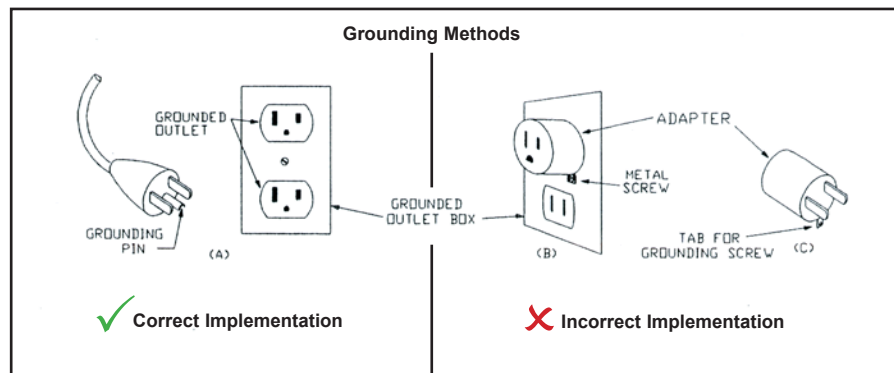 Grounding Methods
GROUNDED
OUTLET
GROUNDING
PIN
(A)
GROUNDED
OUTLET BOX
ADAPTER
METAL
SCREW
(B)
TAB FOR
GROUNDING SCREW
(C)
Correct Implementation
Incorrect Implementation